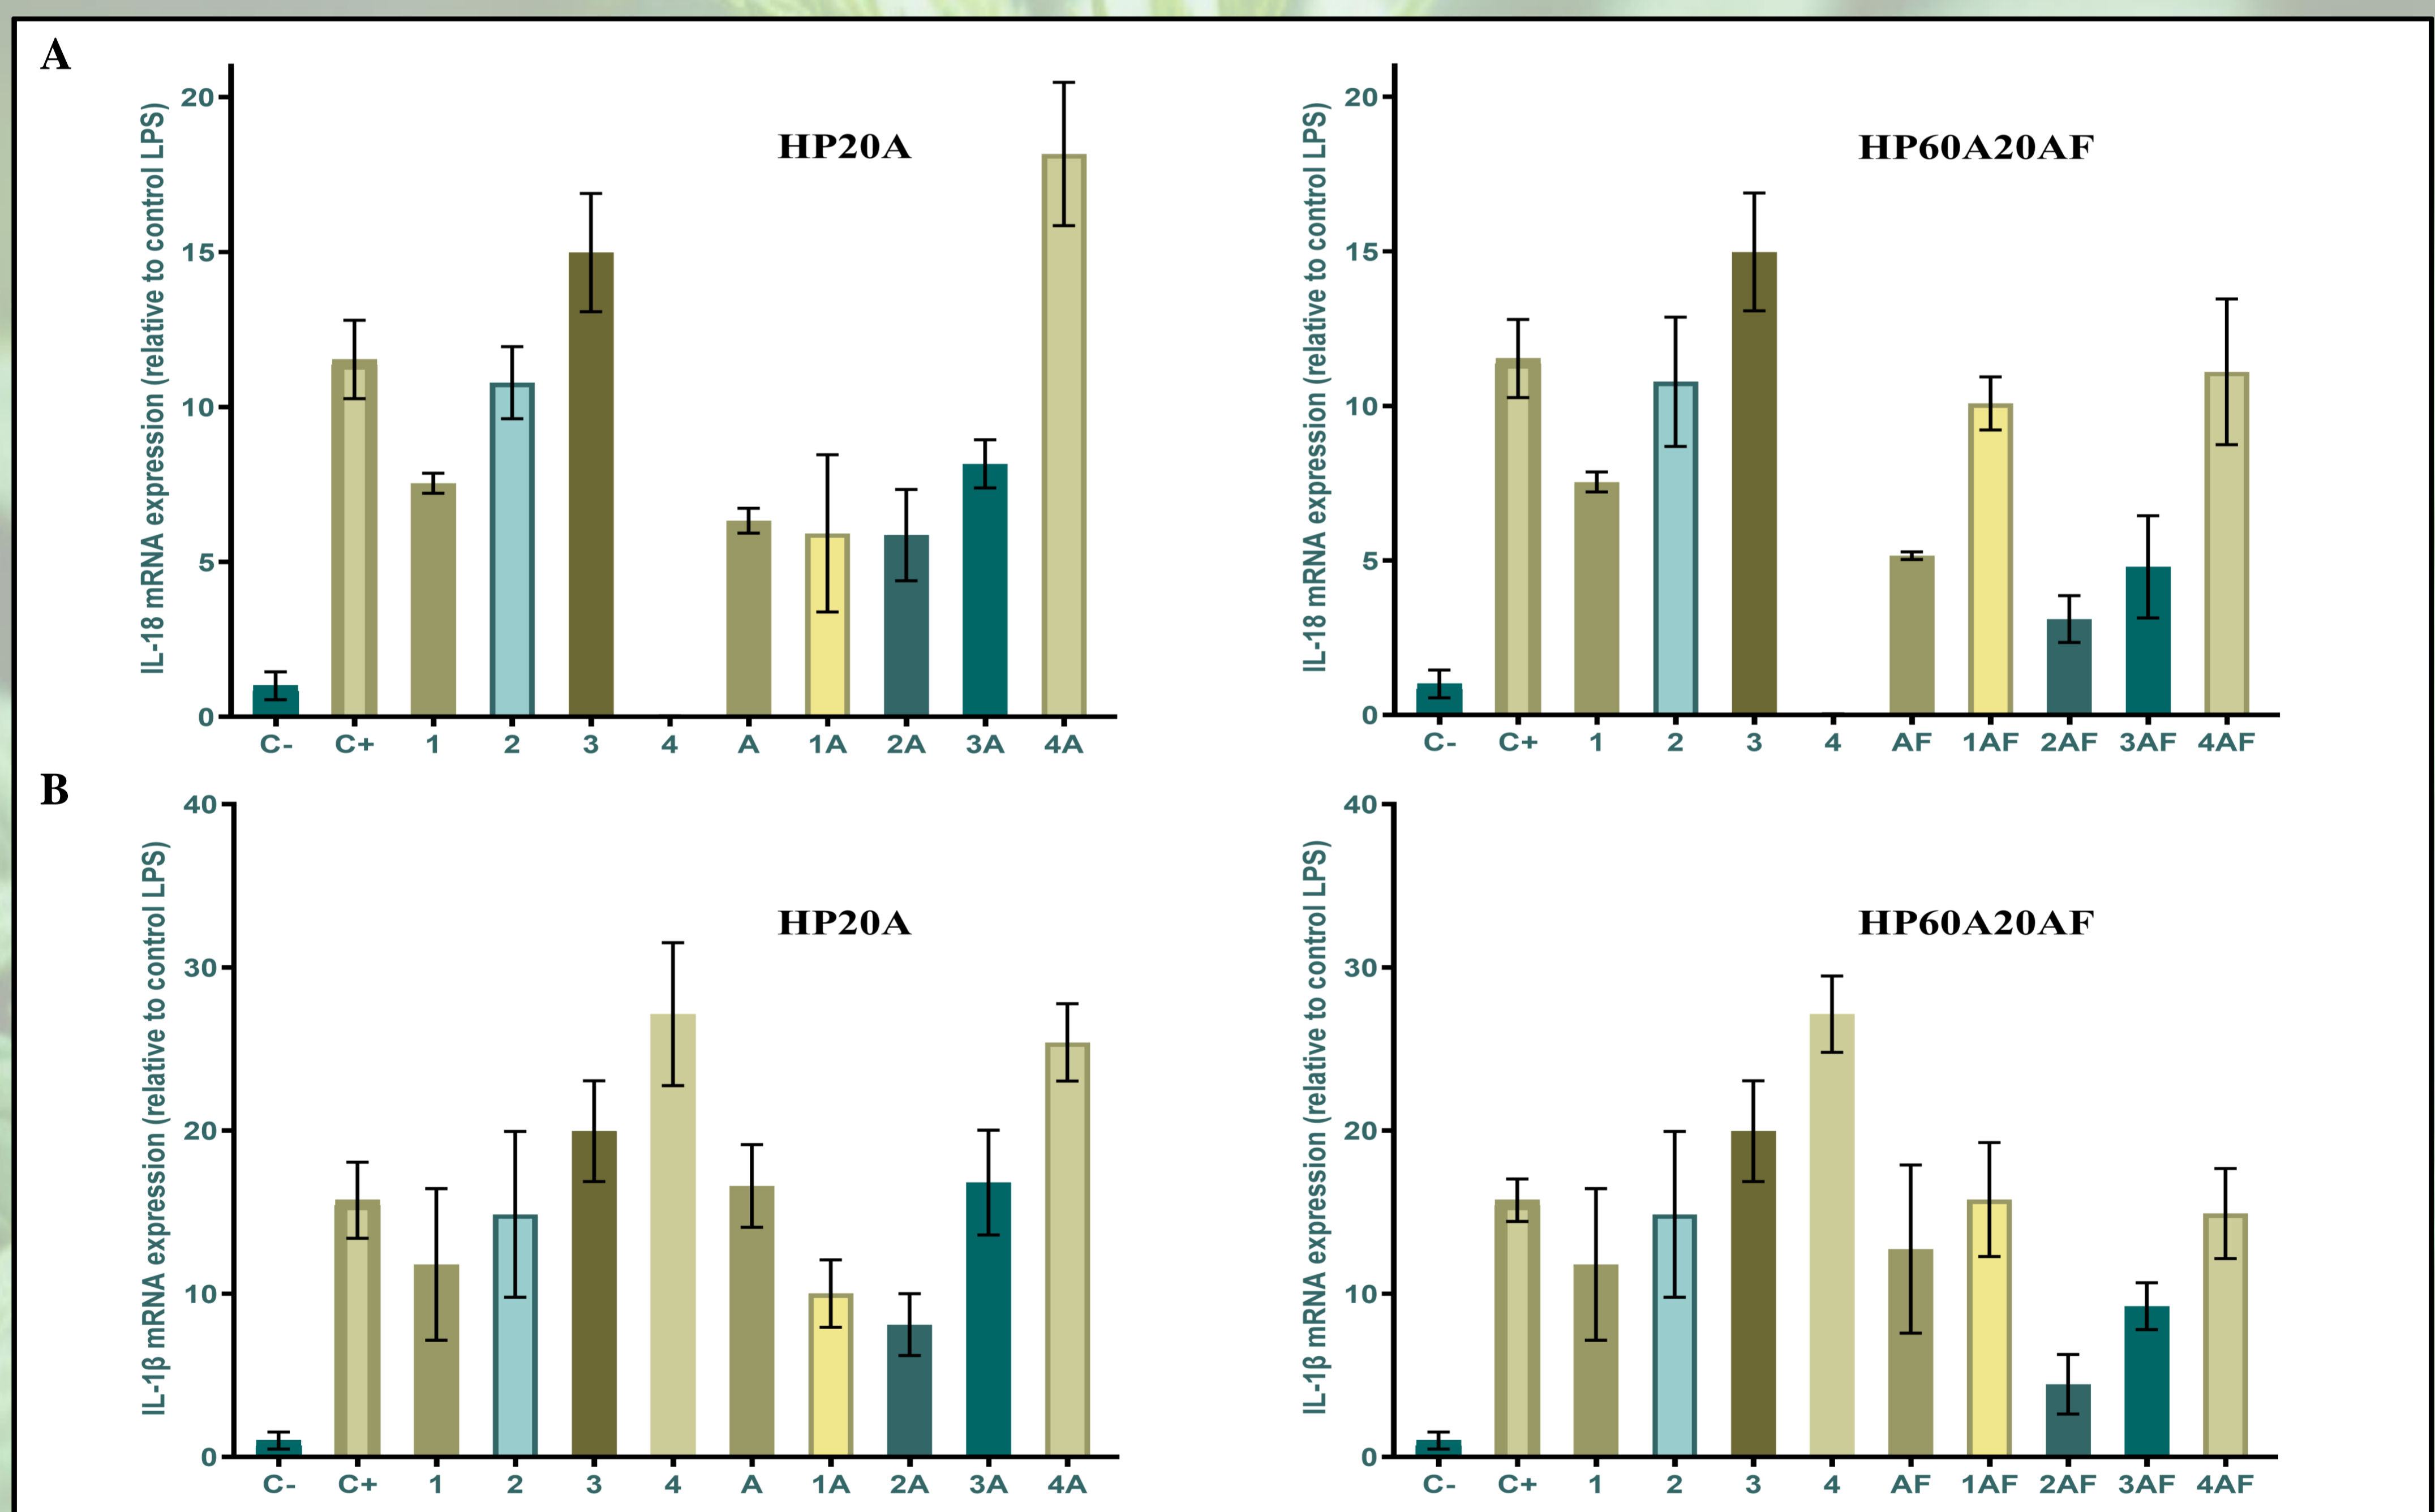 A
IL-18 mRNA expression (relative to control LPS)
20
15
10
5
0
HP20A
C- C+ 1 2 3 4 A 1A 2A 3A 4A
IL-18 mRNA expression (relative to control LPS)
20
15
10
5
0
HP60A20AF
C- C+ 1 2 3 4 AF 1AF 2AF 3AF 4AF
B
IL-1β mRNA expression (relative to control LPS)
40
30
20
10
0
HP20A
C- C+ 1 2 3 4 A 1A 2A 3A 4A
IL-1β mRNA expression (relative to control LPS)
40
30
20
10
0
HP60A20AF
C- C+ 1 2 3 4 AF 1AF 2AF 3AF 4AF